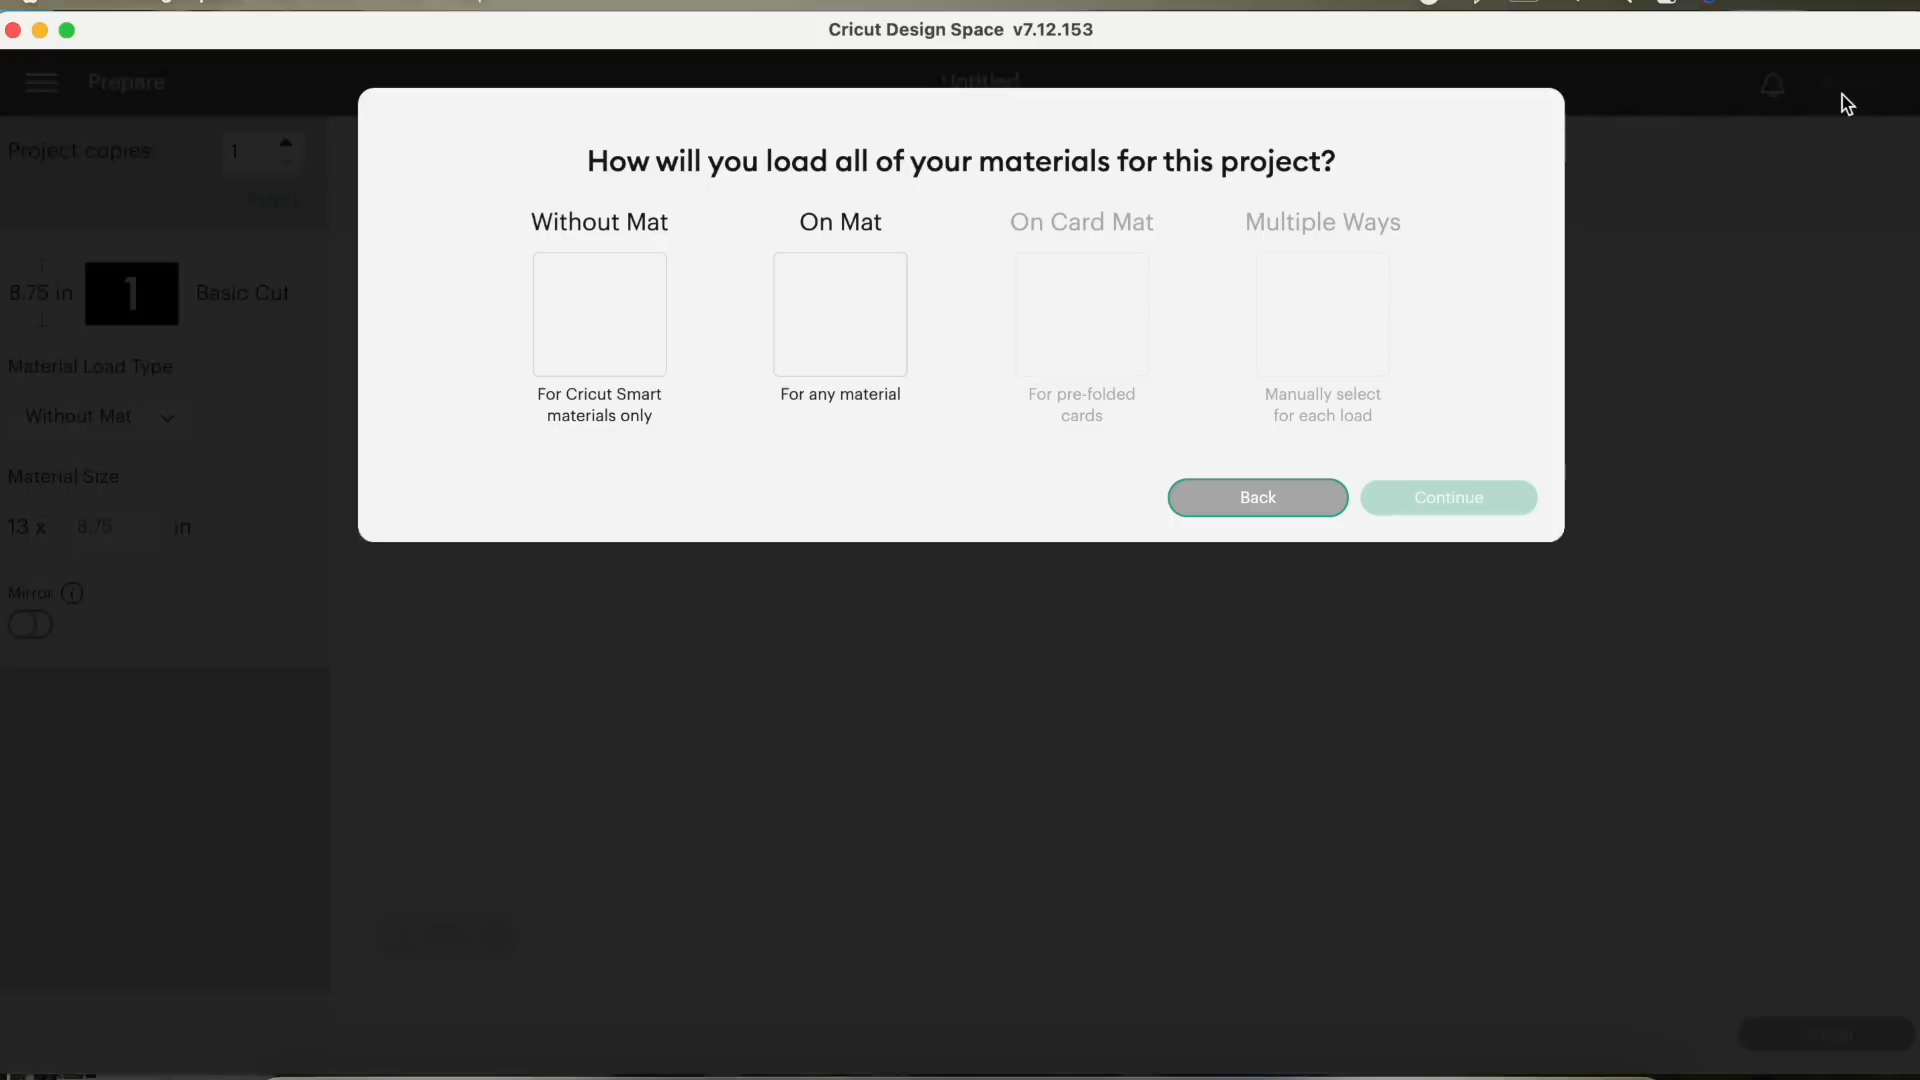 Cricut Design Space v7.12.153
Prepare
Untitled
Project copies:
1
How will you load all of your materials for this project?
Without Mat
On Mat
On Card Mat
Multiple Ways
For Cricut Smart
materials only
For any material
For pre-folded
cards
Manually select
for each load
Back
Continue
8.75 in
1
Basic Cut
Material Load Type
Without Mat
Material Size
13 x
8.75
in
Mirror